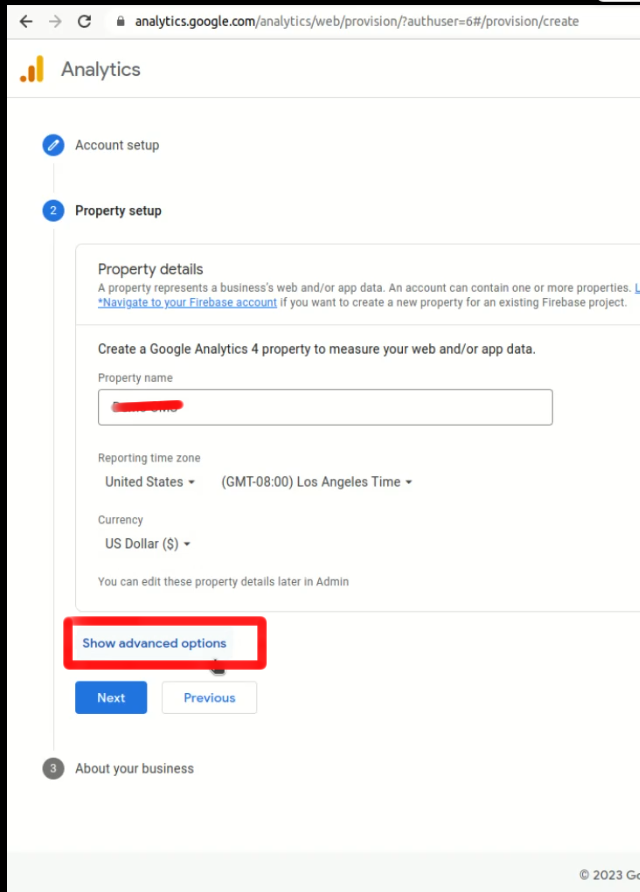 analytics.google.com/analytics/web/provision/?authuser=6#/provision/create
Analytics
Account setup
2
Property setup
Property details
A property represents a business's web and/or app data. An account can contain one or more properties.
*Navigate to your Firebase account if you want to create a new property for an existing Firebase project.
Create a Google Analytics 4 property to measure your web and/or app data.
Property name
Reporting time zone
United States (GMT-08:00) Los Angeles Time
Currency
US Dollar ($)
You can edit these property details later in Admin
Show advanced options
Next Previous
3
About your business
© 2023